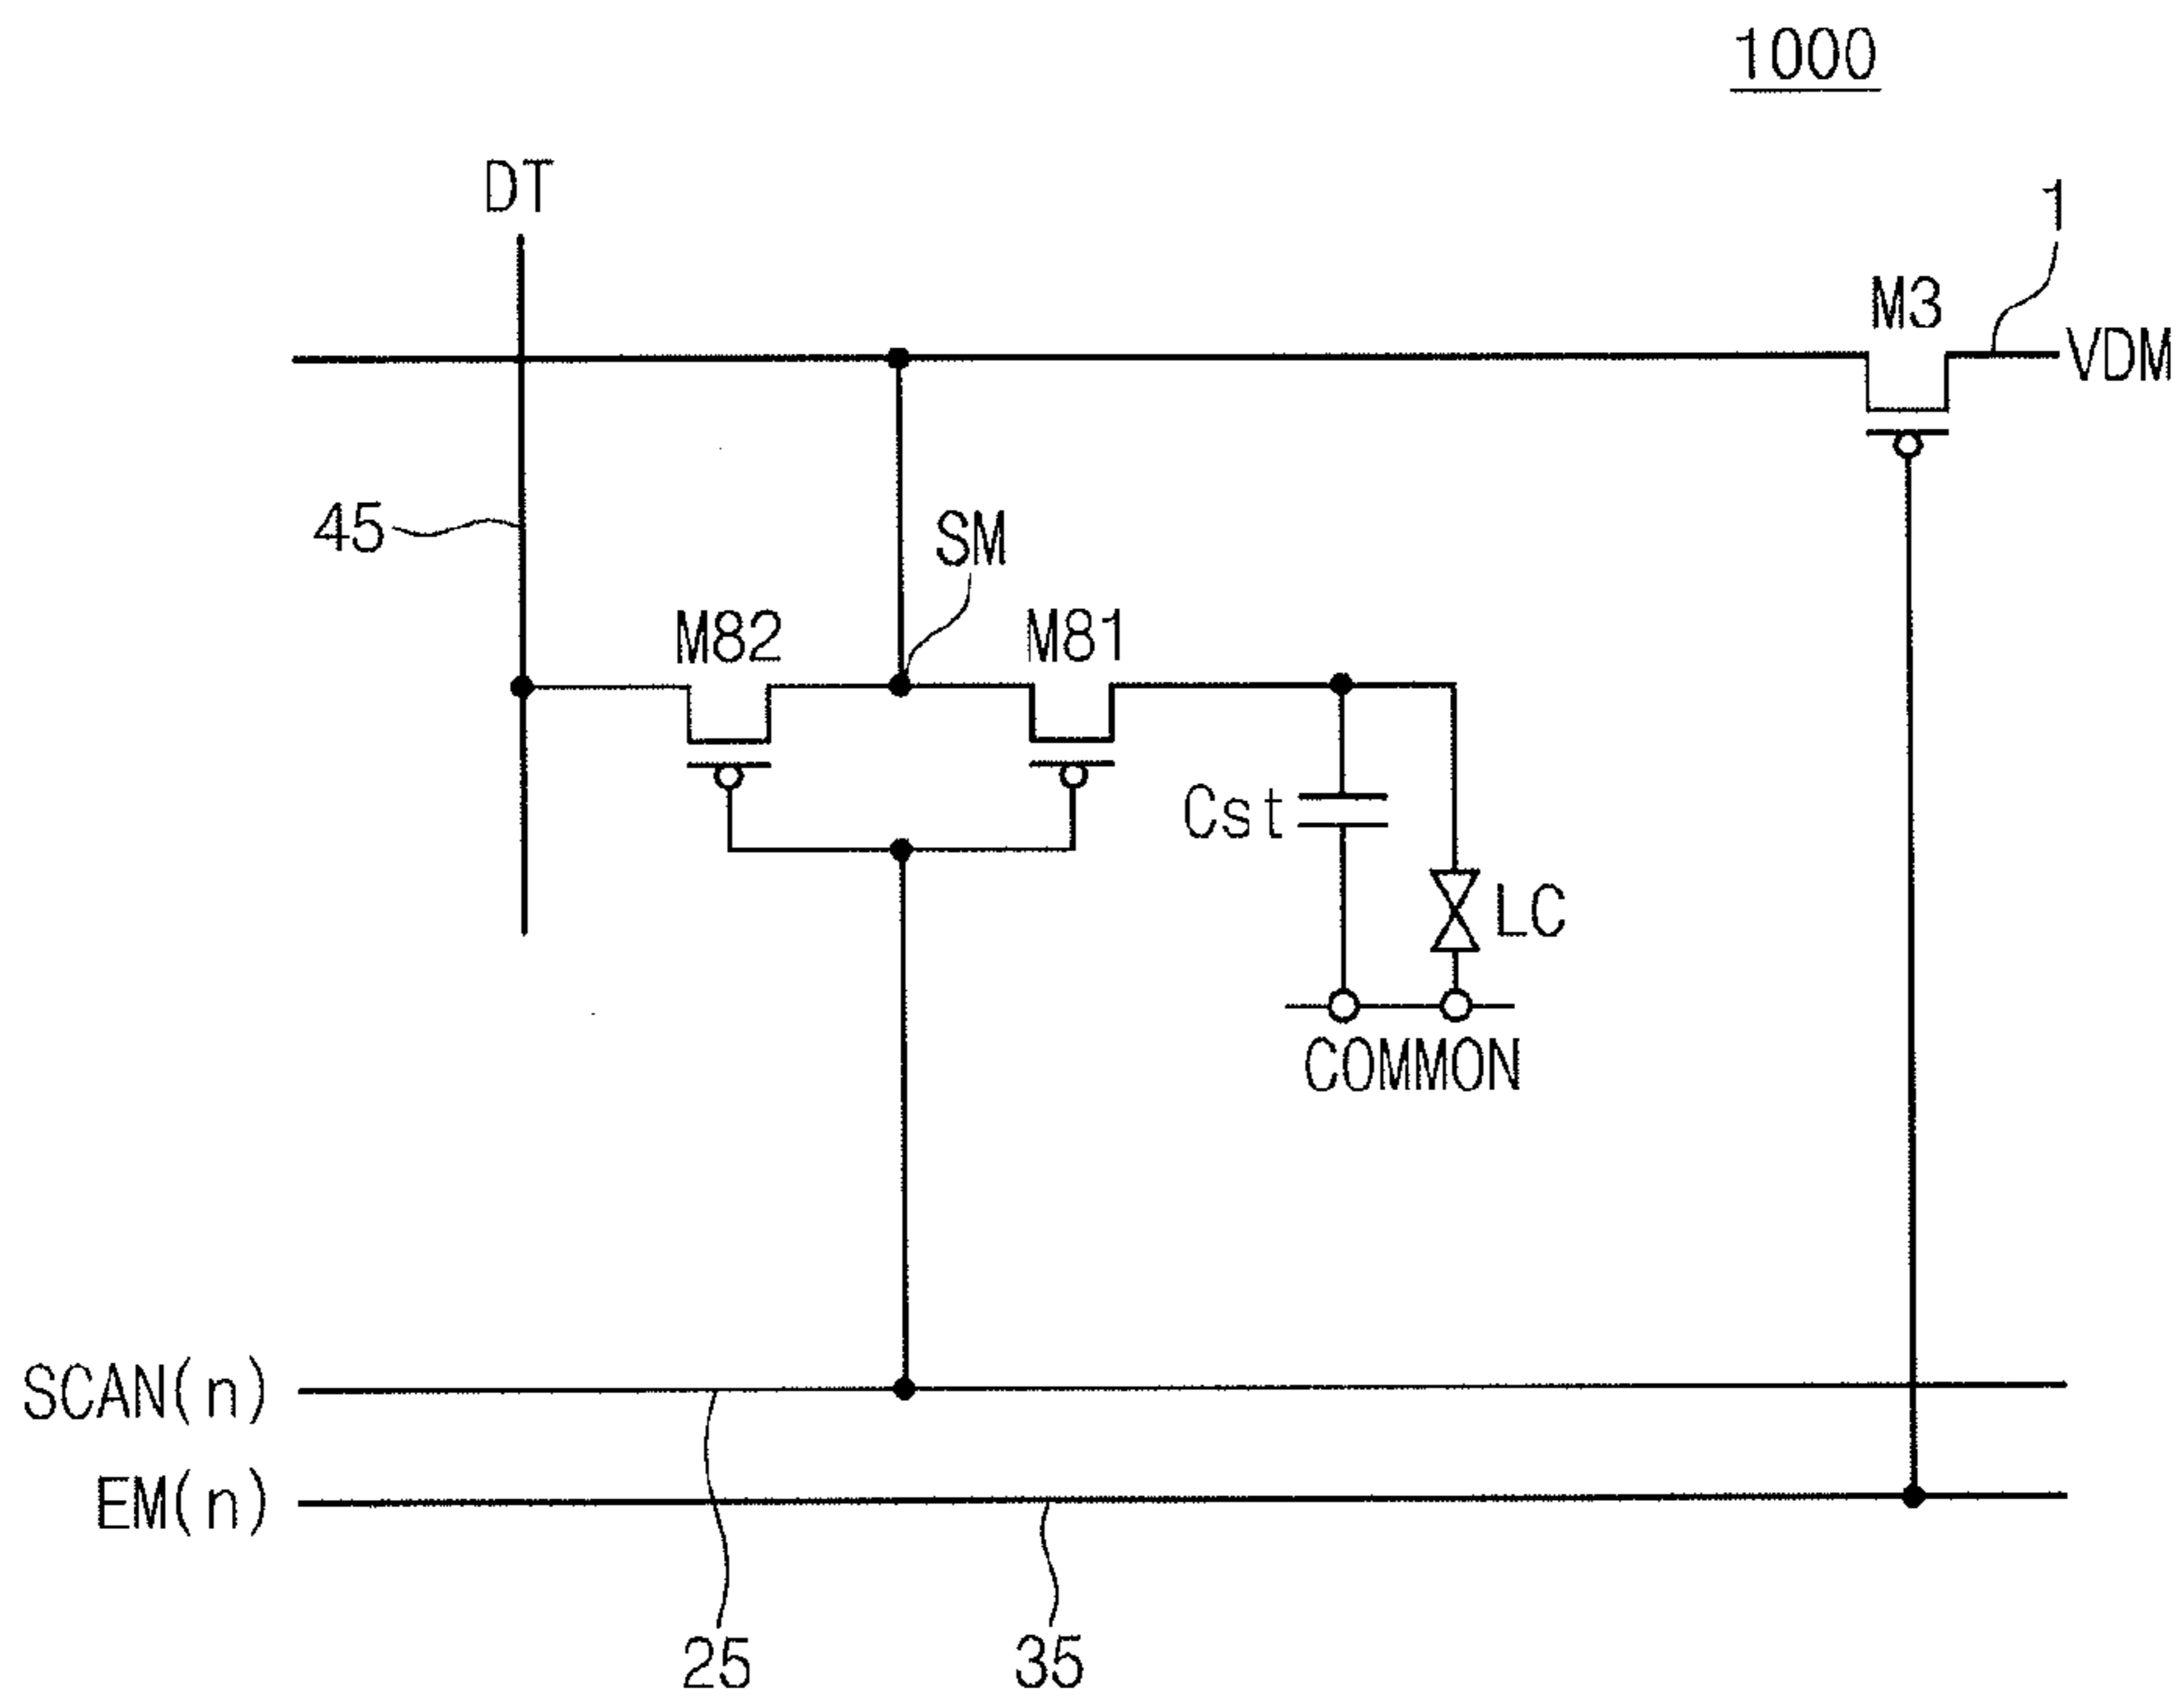 1000
DT
1
M3
VDM
45
SM
M82
M81
Cst
LC
COMMON
SCAN(n)
EM(n)
25
35